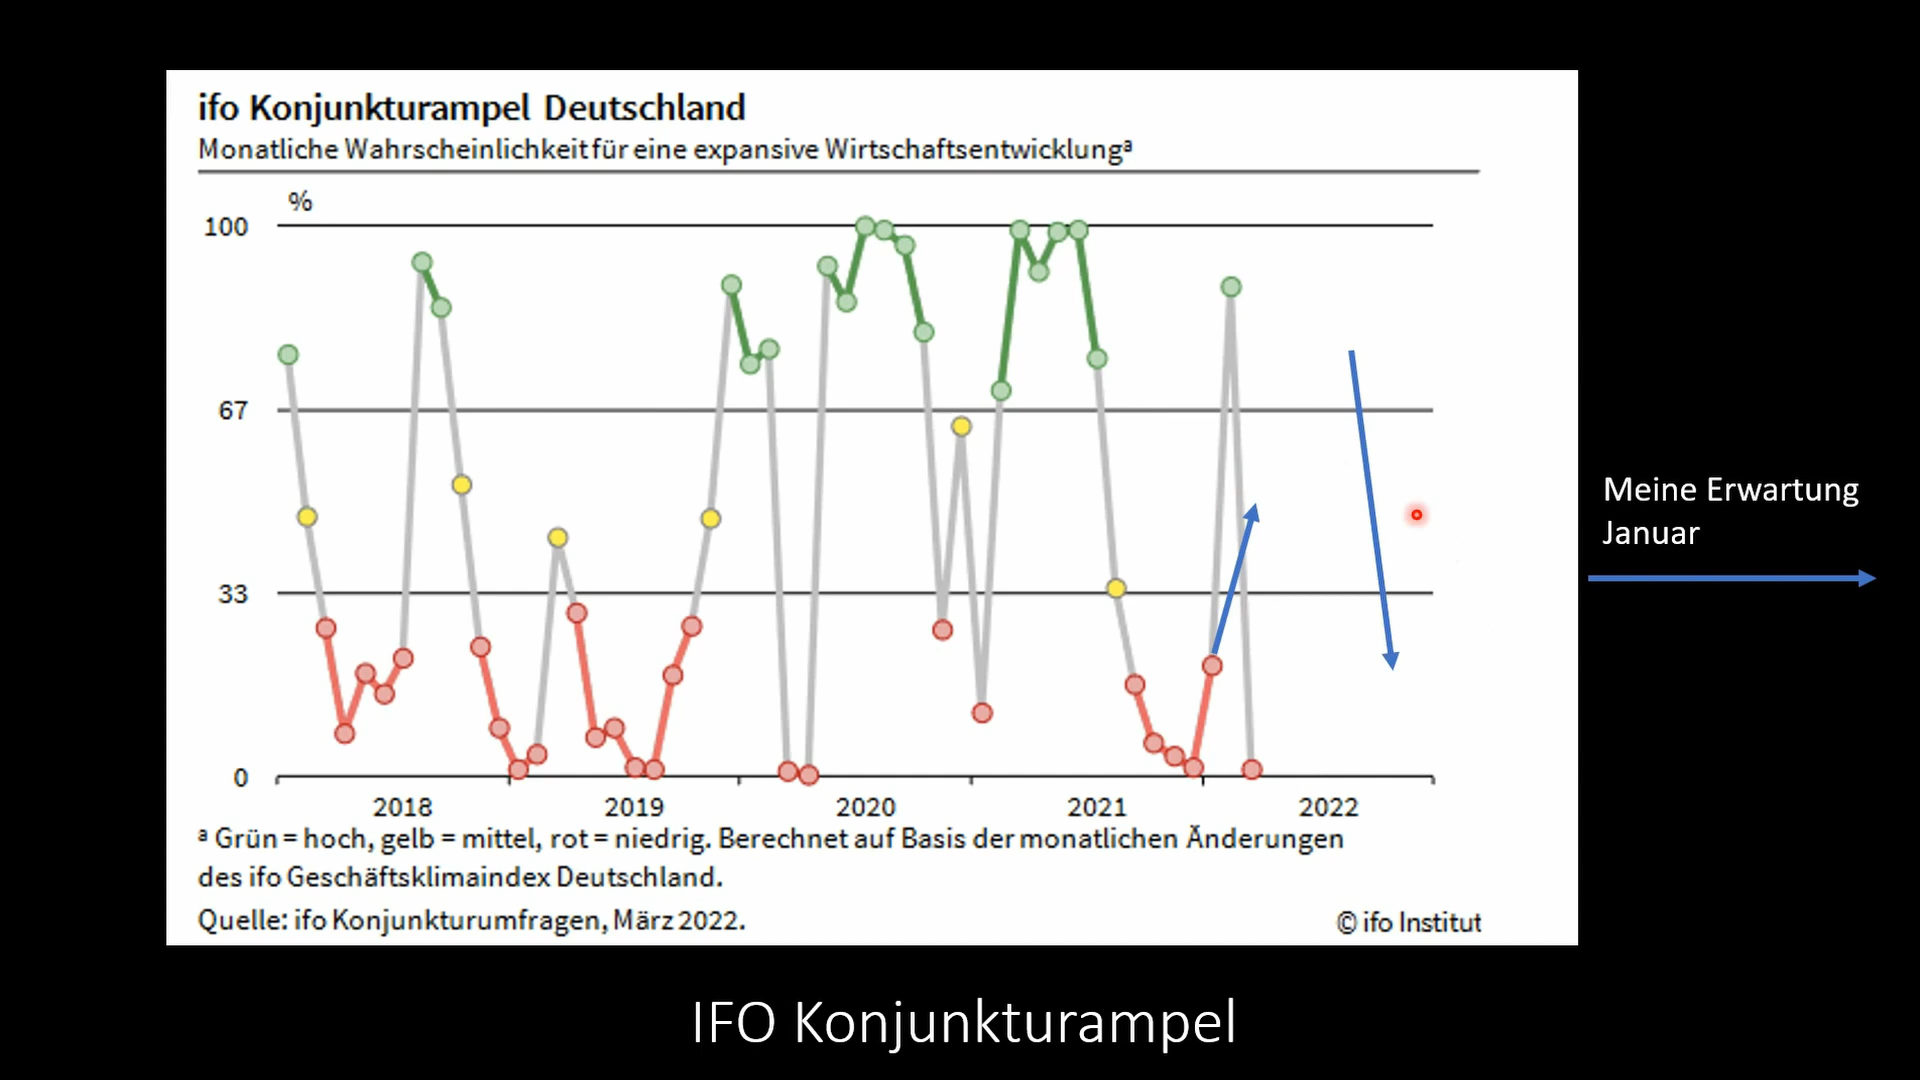 ifo Konjunkturampel Deutschland
Monatliche Wahrscheinlichkeit für eine expansive Wirtschaftsentwicklungª
%
100
67
33
0
2018 2019 2020 2021 2022
ª Grün = hoch, gelb = mittel, rot = niedrig. Berechnet auf Basis der monatlichen Änderungen
des ifo Geschäftsklimaindex Deutschland.
Quelle: ifo Konjunkturumfragen, März 2022.
© ifo Institut
Meine Erwartung
Januar
IFO Konjunkturampel